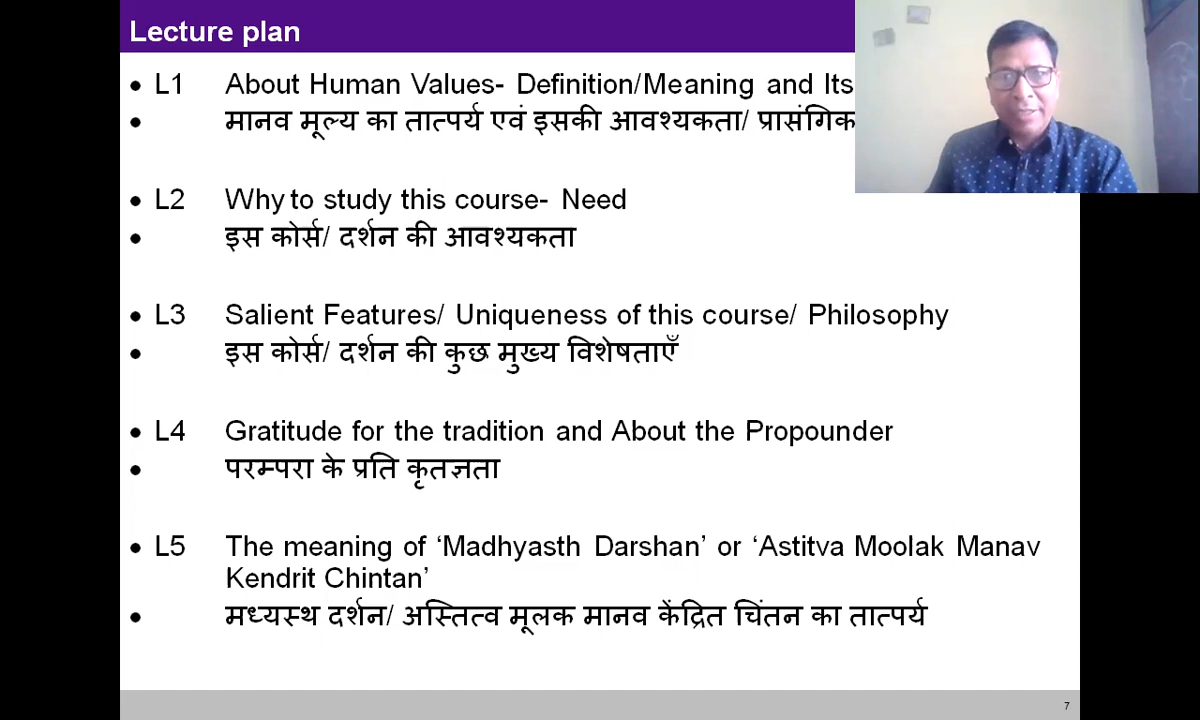 Lecture plan
• L1 About Human Values- Definition/Meaning and Its
• मानव मूल्य का तात्पर्य एवं इसकी आवश्यकता/
• L2 Why to study this course- Need
• इस कोर्स/ दर्शन की आवश्यकता
• L3 Salient Features/ Uniqueness of this course/ Philosophy
• इस कोर्स/ दर्शन की कुछ मुख्य विशेषताएँ
• L4 Gratitude for the tradition and About the Propounder
• परम्परा के प्रति कृतज्ञता
• L5 The meaning of ‘Madhyasth Darshan’ or ‘Astitva Moolak Manav
Kendrit Chintan’
• मध्यस्थ दर्शन/ अस्तित्व मूलक मानव केंद्रित चिंतन का तात्पर्य
7